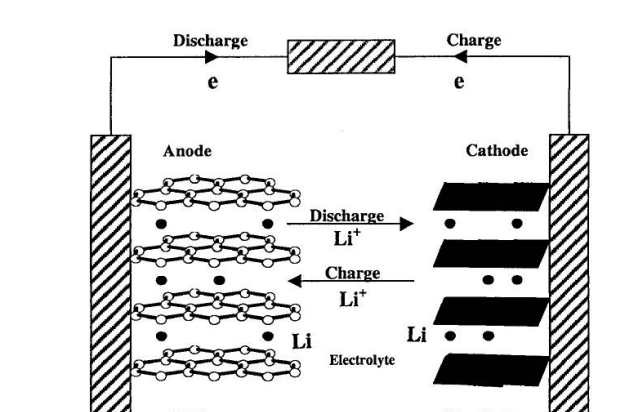 Discharge
Charge
e
e
Anode
Cathode
Discharge
Li⁺
Charge
Li⁺
Li
Li
Electrolyte